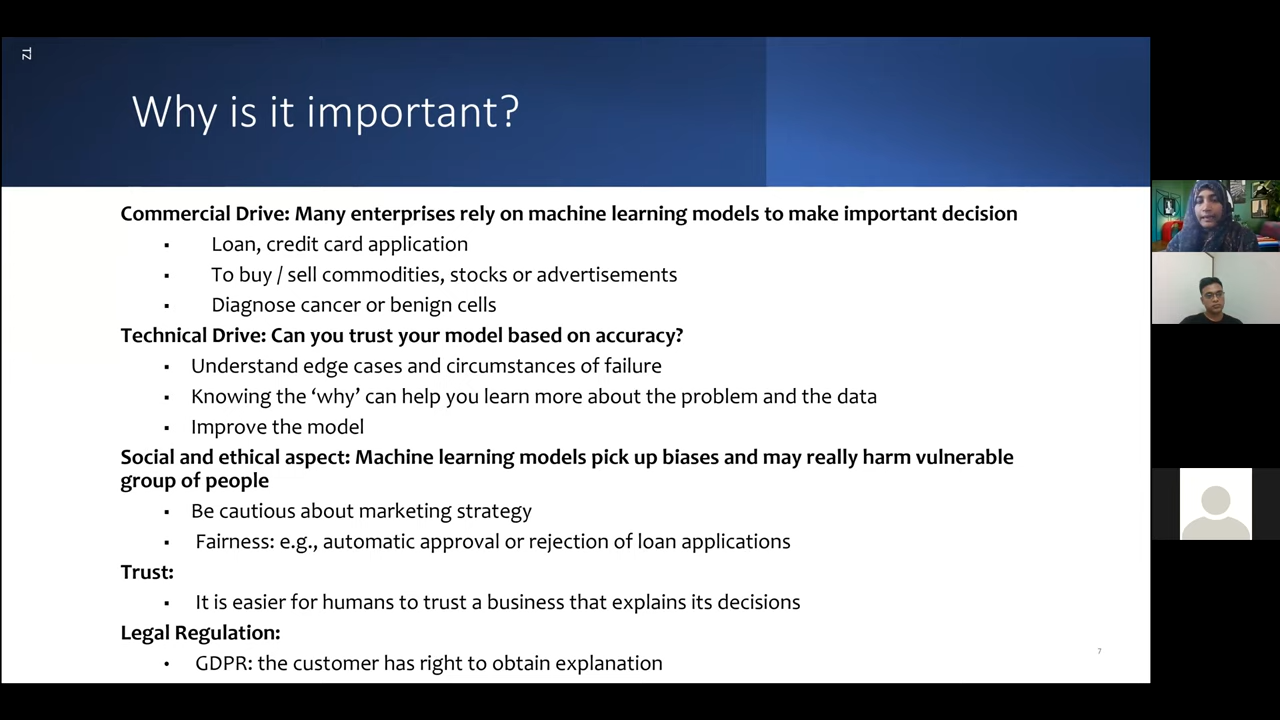 TZ
Why is it important?
Commercial Drive: Many enterprises rely on machine learning models to make important decision
▪ Loan, credit card application
▪ To buy / sell commodities, stocks or advertisements
▪ Diagnose cancer or benign cells
Technical Drive: Can you trust your model based on accuracy?
▪ Understand edge cases and circumstances of failure
▪ Knowing the ‘why’ can help you learn more about the problem and the data
▪ Improve the model
Social and ethical aspect: Machine learning models pick up biases and may really harm vulnerable
group of people
▪ Be cautious about marketing strategy
▪ Fairness: e.g., automatic approval or rejection of loan applications
Trust:
▪ It is easier for humans to trust a business that explains its decisions
Legal Regulation:
• GDPR: the customer has right to obtain explanation
7